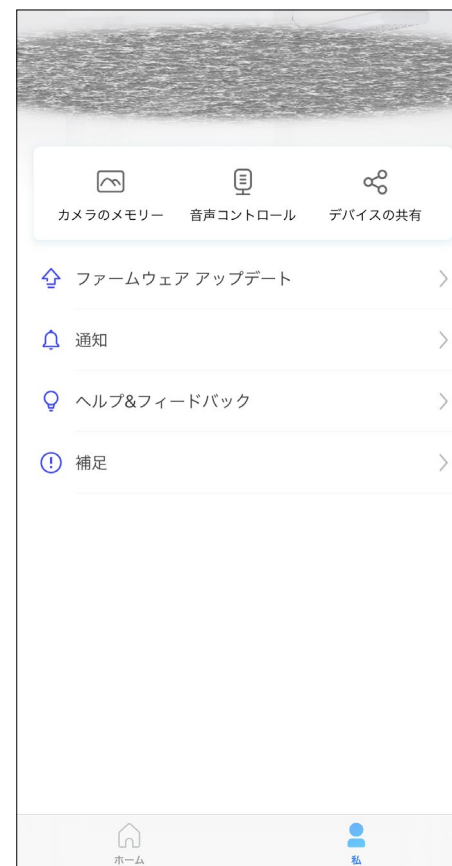 カメラのメモリー 音声コントロール デバイスの共有
ファームウェア アップデート
通知
ヘルプ&フィードバック
補足
ホーム 私